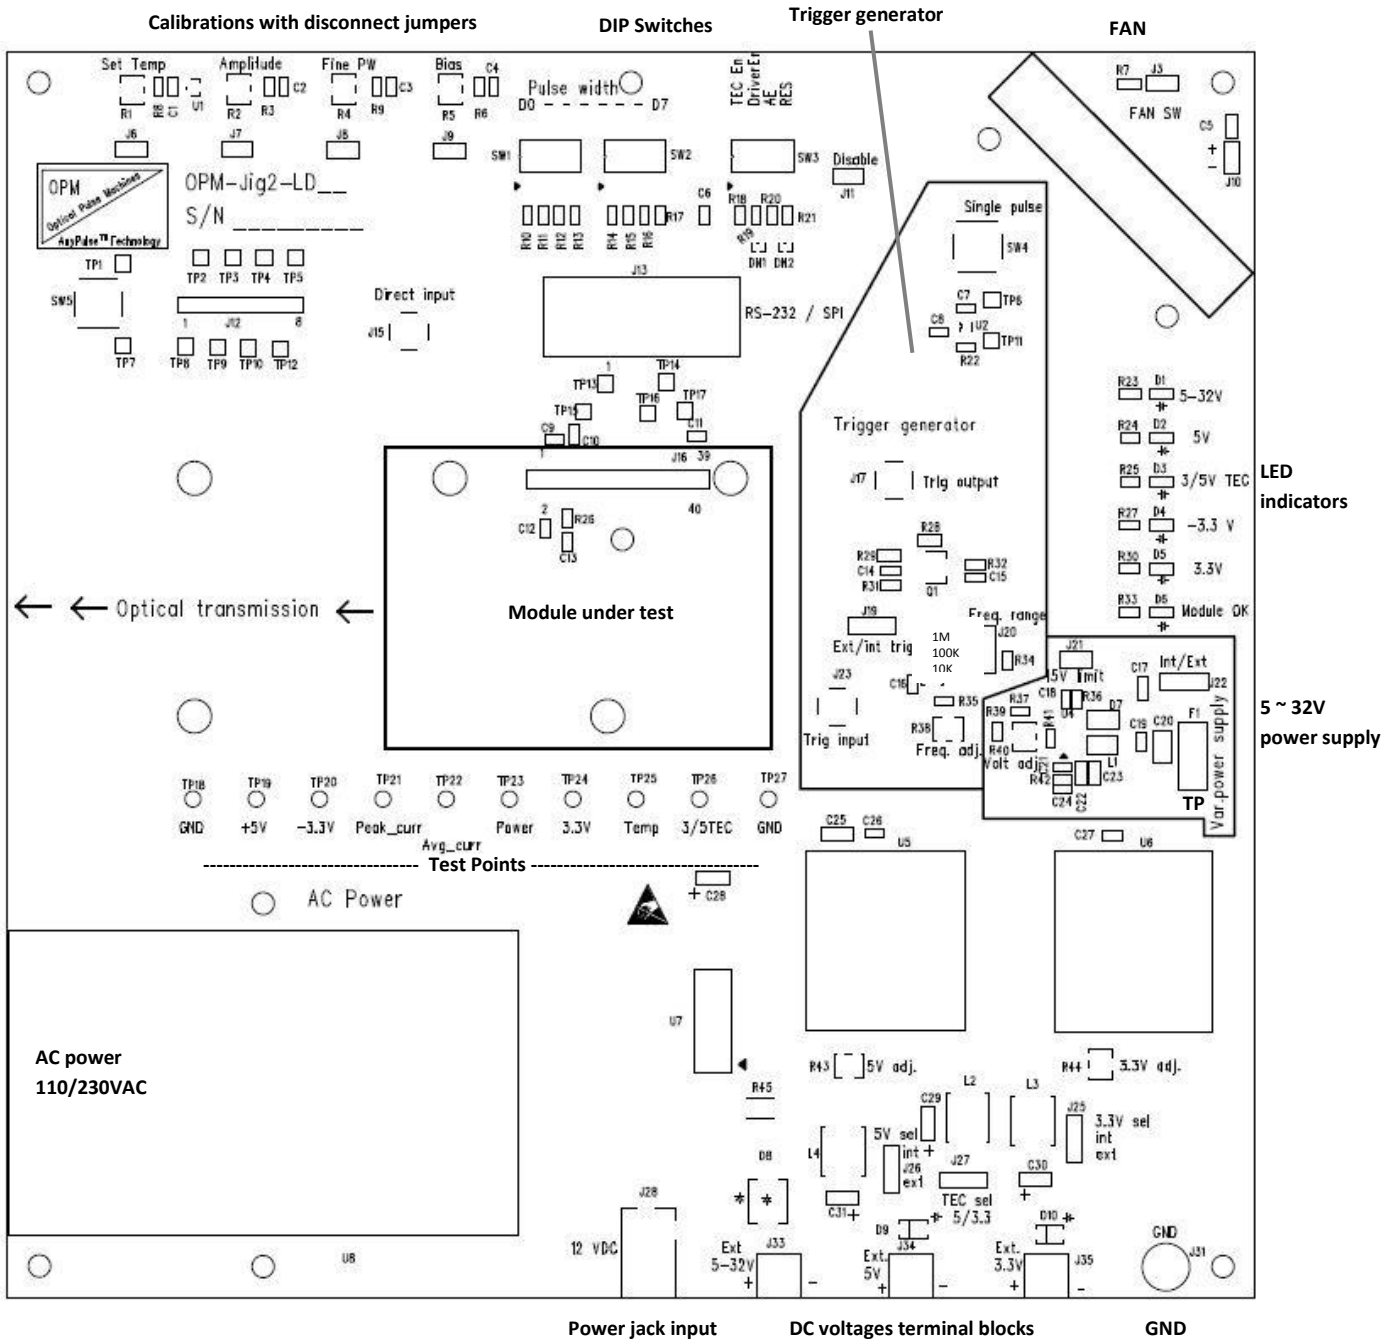 Calibrations with disconnect jumpers
DIP Switches
Trigger generator
FAN
Set Temp
Amplitude
Fine PW
Bias
R1
R8
C1
U1
R2
R3
C2
R4
R9
C3
R5
R6
C4
Pulse width
D0 - - - - - - - - D7
TEC En
DriverEn
AE
RES
R7
J3
FAN SW
C5
+
-
J10
J6
J7
J8
J9
SW1
SW2
SW3
Disable
J11
OPM
Optical Pulse Machines
AnyPulse™ Technology
OPM-Jig2-LD__
S/N __________
R10
R11
R12
R13
R14
R15
R16
R17
C6
R18
R19
R20
R21
DN1
DN2
Single pulse
SW4
TP1
SW5
TP7
TP2
TP3
TP4
TP5
1
J12
8
TP8
TP9
TP10
TP12
Direct input
J15
J13
RS-232 / SPI
1
C7
TP6
C8
U2
TP11
R22
TP13
TP14
TP15
TP16
TP17
C9
C10
C11
1
J16
39
2
40
C12
R26
C13
Module under test
Optical transmission
Trigger generator
J17
Trig output
R28
R29
C14
R31
Q1
R32
C15
J19
Ext/int trig
Freq. range
1M
100K
10K
J20
R34
J23
C16
R35
Trig input
R38
Freq. adj.
R23
D1
5-32V
R24
D2
5V
R25
D3
3/5V TEC
R27
D4
-3.3 V
R30
D5
3.3V
R33
D6
Module OK
LED
indicators
J21
15V limit
C17
Int/Ext
J22
C18
R36
U4
D7
R37
R39
R40
R41
Volt adj.
C19
C20
F1
L1
C21
R42
C24
C22
C23
TP
Var.power supply
5 ~ 32V
power supply
TP18
TP19
TP20
TP21
TP22
TP23
TP24
TP25
TP26
TP27
GND
+5V
-3.3V
Peak_curr
Avg_curr
Power
3.3V
Temp
3/5TEC
GND
Test Points
AC Power
+
C28
C25
C26
U5
C27
U6
U7
AC power
110/230VAC
U8
R43
5V adj.
R44
3.3V adj.
R45
D8
L4
5V sel
int
ext
J26
C29
+
L2
L3
J27
TEC sel
5/3.3
C30
+
J25
3.3V sel
int
ext
C31
+
D9
D10
J28
12 VDC
Ext
5-32V
+
J33
-
Ext.
5V
+
J34
-
Ext.
3.3V
+
J35
-
GND
J31
Power jack input
DC voltages terminal blocks
GND